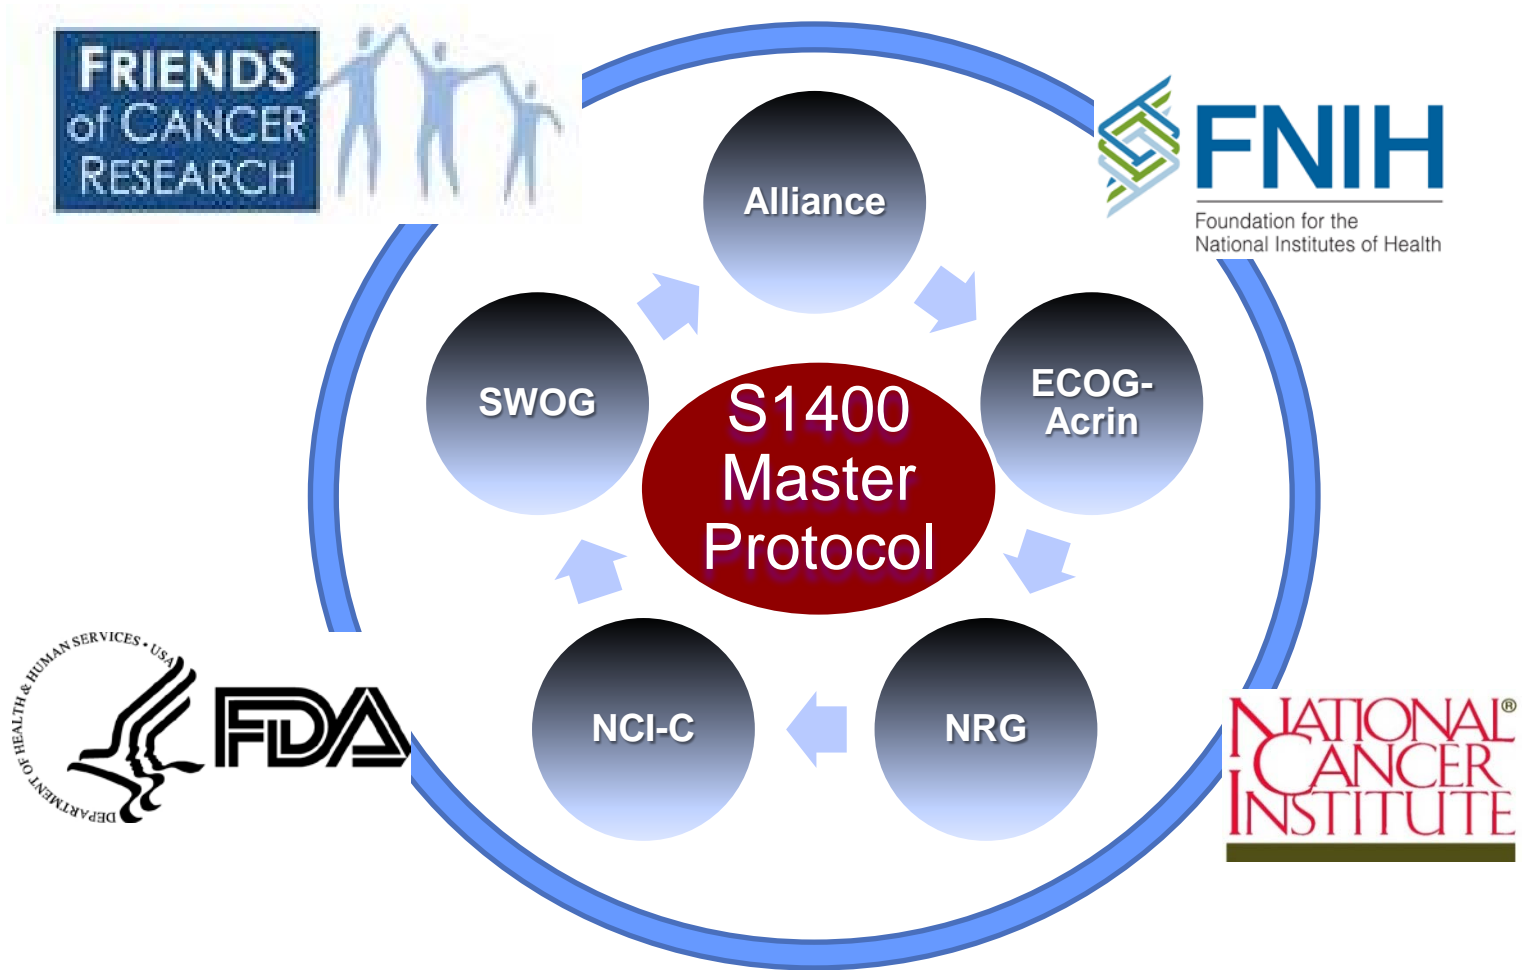 FRIENDS
of CANCER
RESEARCH
FNIH
Foundation for the
National Institutes of Health
Alliance
SWOG
ECOG-
Acrin
S1400
Master
Protocol
NCI-C
NRG
DEPARTMENT OF HEALTH & HUMAN SERVICES • USA
FDA
NATIONAL®
CANCER
INSTITUTE